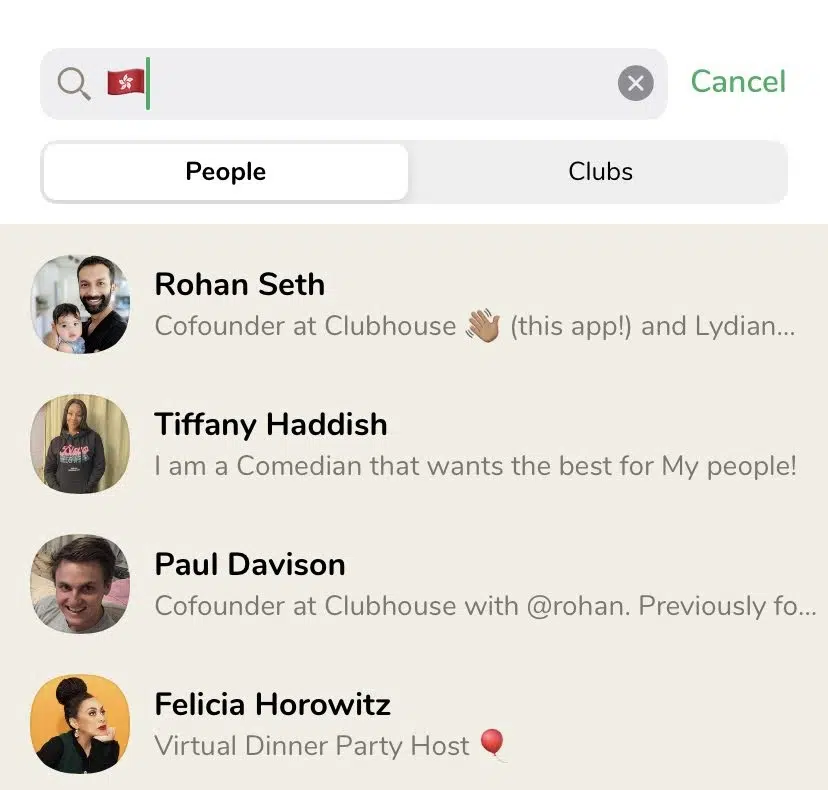 🇭🇰
Cancel
People
Clubs
Rohan Seth
Cofounder at Clubhouse 👋🏽 (this app!) and Lydian...
Tiffany Haddish
I am a Comedian that wants the best for My people!
Paul Davison
Cofounder at Clubhouse with @rohan. Previously fo...
Felicia Horowitz
Virtual Dinner Party Host 🎈